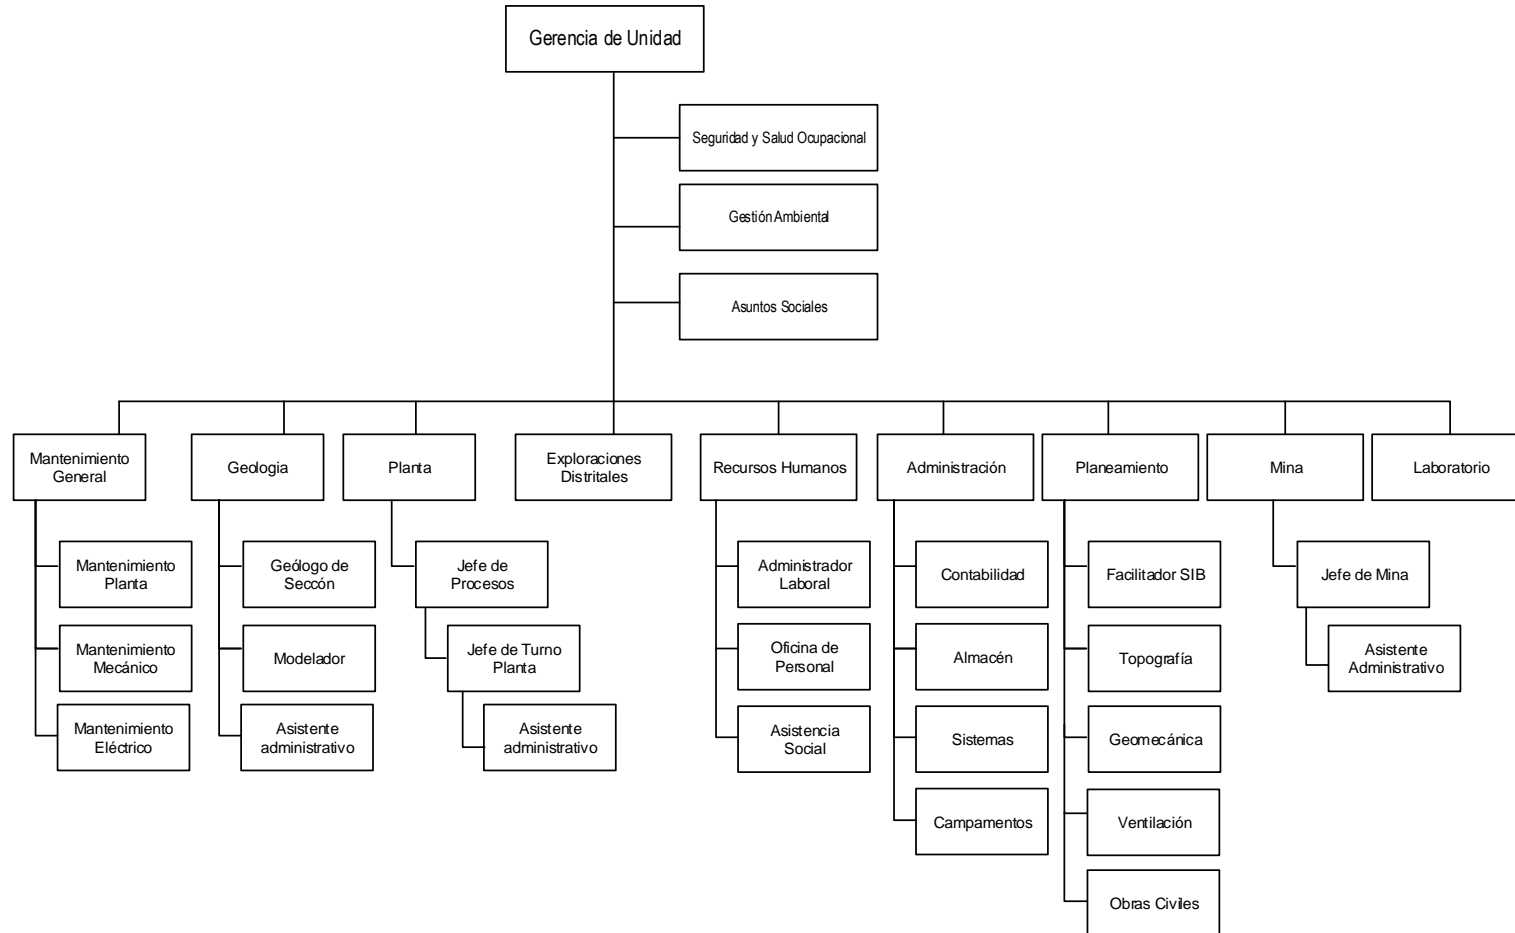 Gerencia de Unidad
Seguridad y Salud Ocupacional
Gestión Ambiental
Asuntos Sociales
Mantenimiento
General
Geologia
Planta
Exploraciones
Distritales
Recursos Humanos
Administración
Planeamiento
Mina
Laboratorio
Mantenimiento
Planta
Geólogo de
Seccón
Jefe de
Procesos
Administrador
Laboral
Contabilidad
Facilitador SIB
Jefe de Mina
Mantenimiento
Mecánico
Modelador
Jefe de Turno
Planta
Oficina de
Personal
Almacén
Topografía
Asistente
Administrativo
Mantenimiento
Eléctrico
Asistente
administrativo
Asistente
administrativo
Asistencia
Social
Sistemas
Geomecánica
Campamentos
Ventilación
Obras Civiles